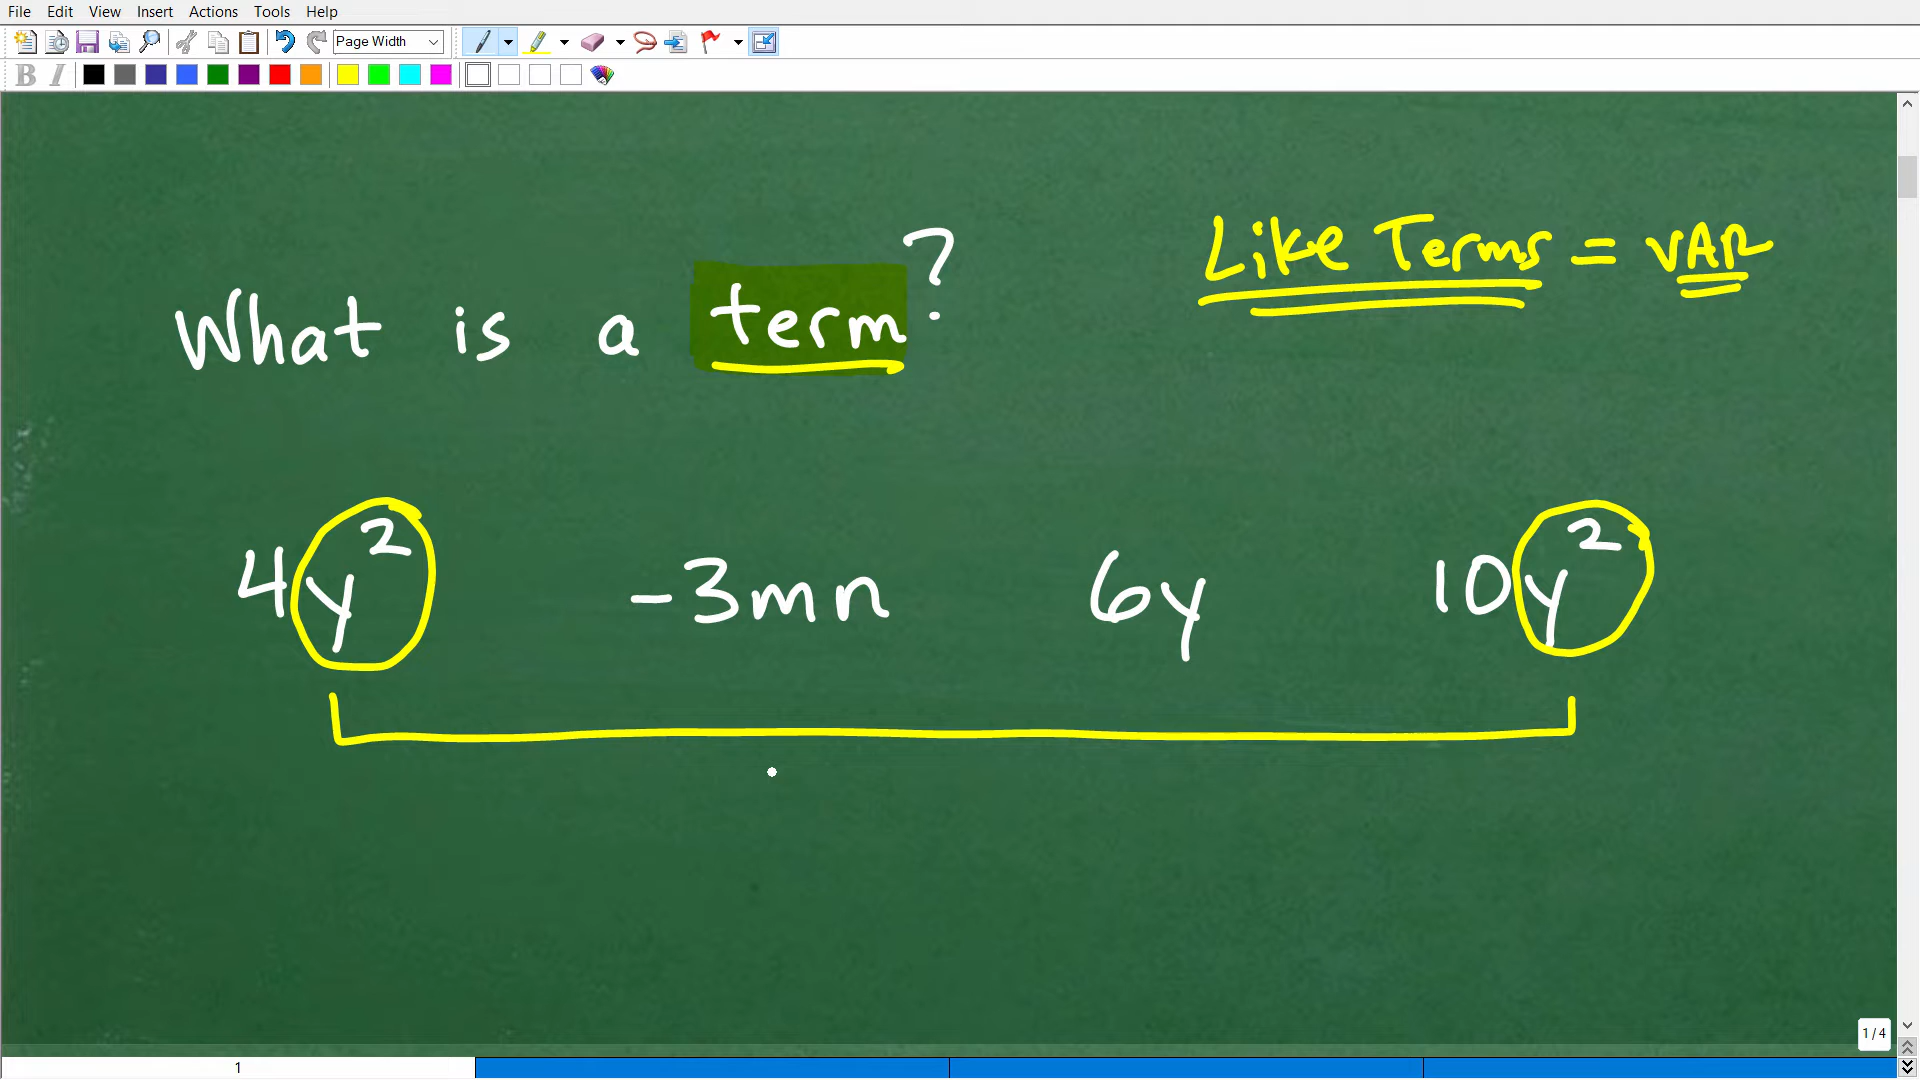 File Edit View Insert Actions Tools Help
Page Width
B I
Like Terms = VAR
What is a term?
4y² -3mn 6y 10y²
1 / 4
1